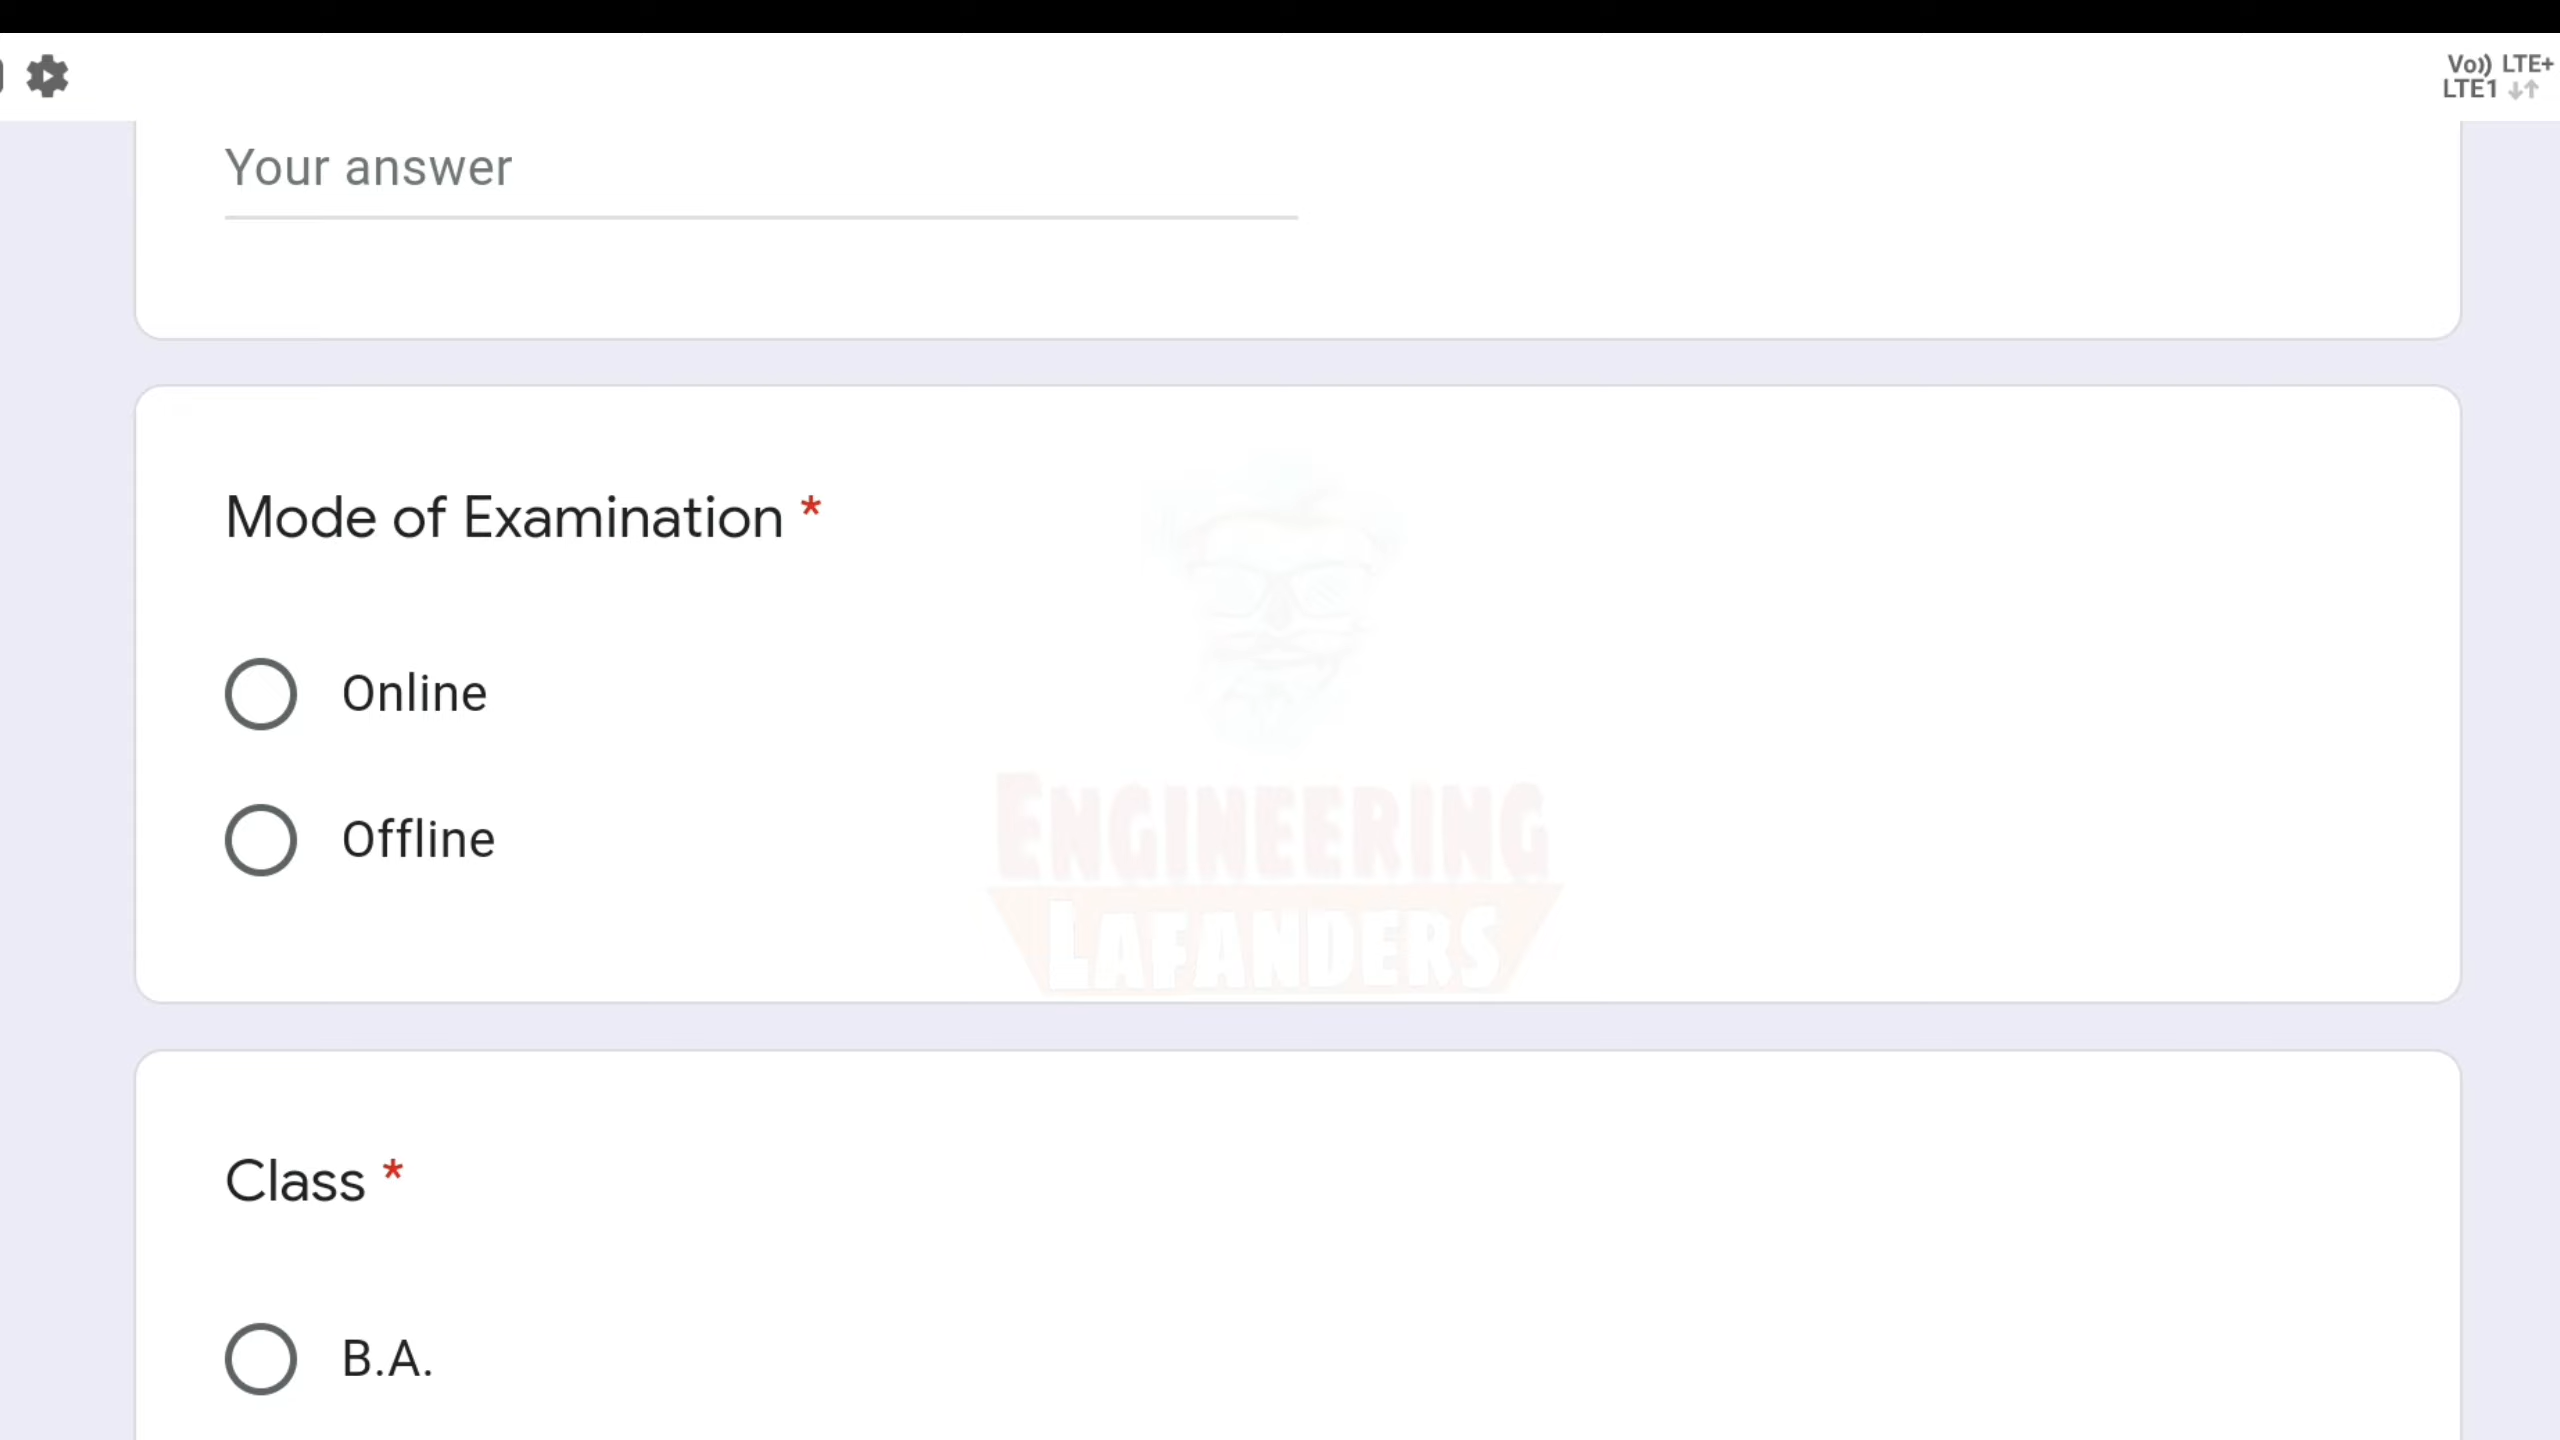 Vo)) LTE+
LTE1 ↓↑
Your answer
Mode of Examination *
Online
Offline
ENGINEERING
LAFANDERS
Class *
B.A.